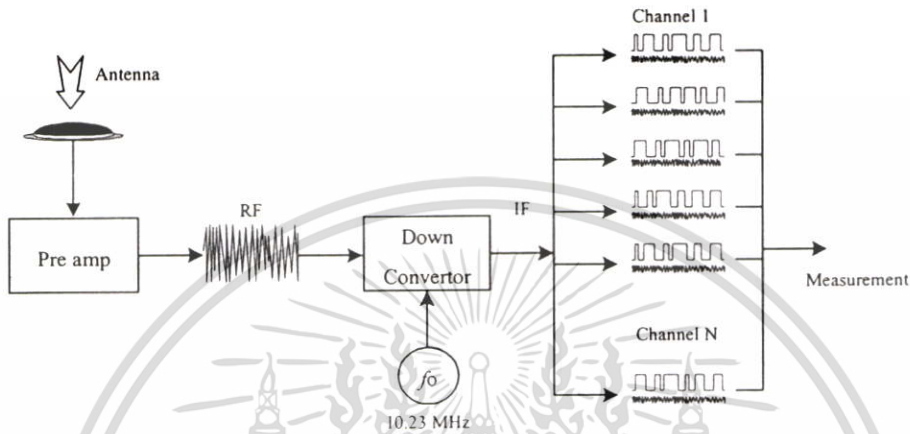 Channel 1
Antenna
RF
IF
Pre amp
Down
Convertor
Measurement
Channel N
fo
10.23 MHz